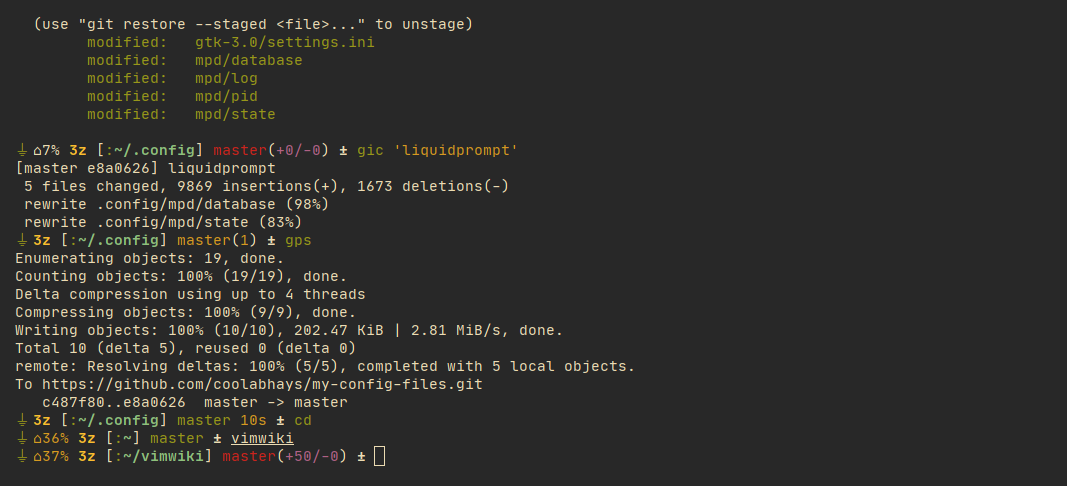 (use "git restore --staged <file>..." to unstage)
modified:   gtk-3.0/settings.ini
modified:   mpd/database
modified:   mpd/log
modified:   mpd/pid
modified:   mpd/state
⏚ ⌂7% 3z [:~/.config] master(+0/-0) ± gic 'liquidprompt'
[master e8a0626] liquidprompt
5 files changed, 9869 insertions(+), 1673 deletions(-)
rewrite .config/mpd/database (98%)
rewrite .config/mpd/state (83%)
⏚ 3z [:~/.config] master(1) ± gps
Enumerating objects: 19, done.
Counting objects: 100% (19/19), done.
Delta compression using up to 4 threads
Compressing objects: 100% (9/9), done.
Writing objects: 100% (10/10), 202.47 KiB | 2.81 MiB/s, done.
Total 10 (delta 5), reused 0 (delta 0)
remote: Resolving deltas: 100% (5/5), completed with 5 local objects.
To https://github.com/coolabhays/my-config-files.git
c487f80..e8a0626  master -> master
⏚ 3z [:~/.config] master 10s ± cd
⏚ ⌂36% 3z [:~] master ± vimwiki
⏚ ⌂37% 3z [:~/vimwiki] master(+50/-0) ±